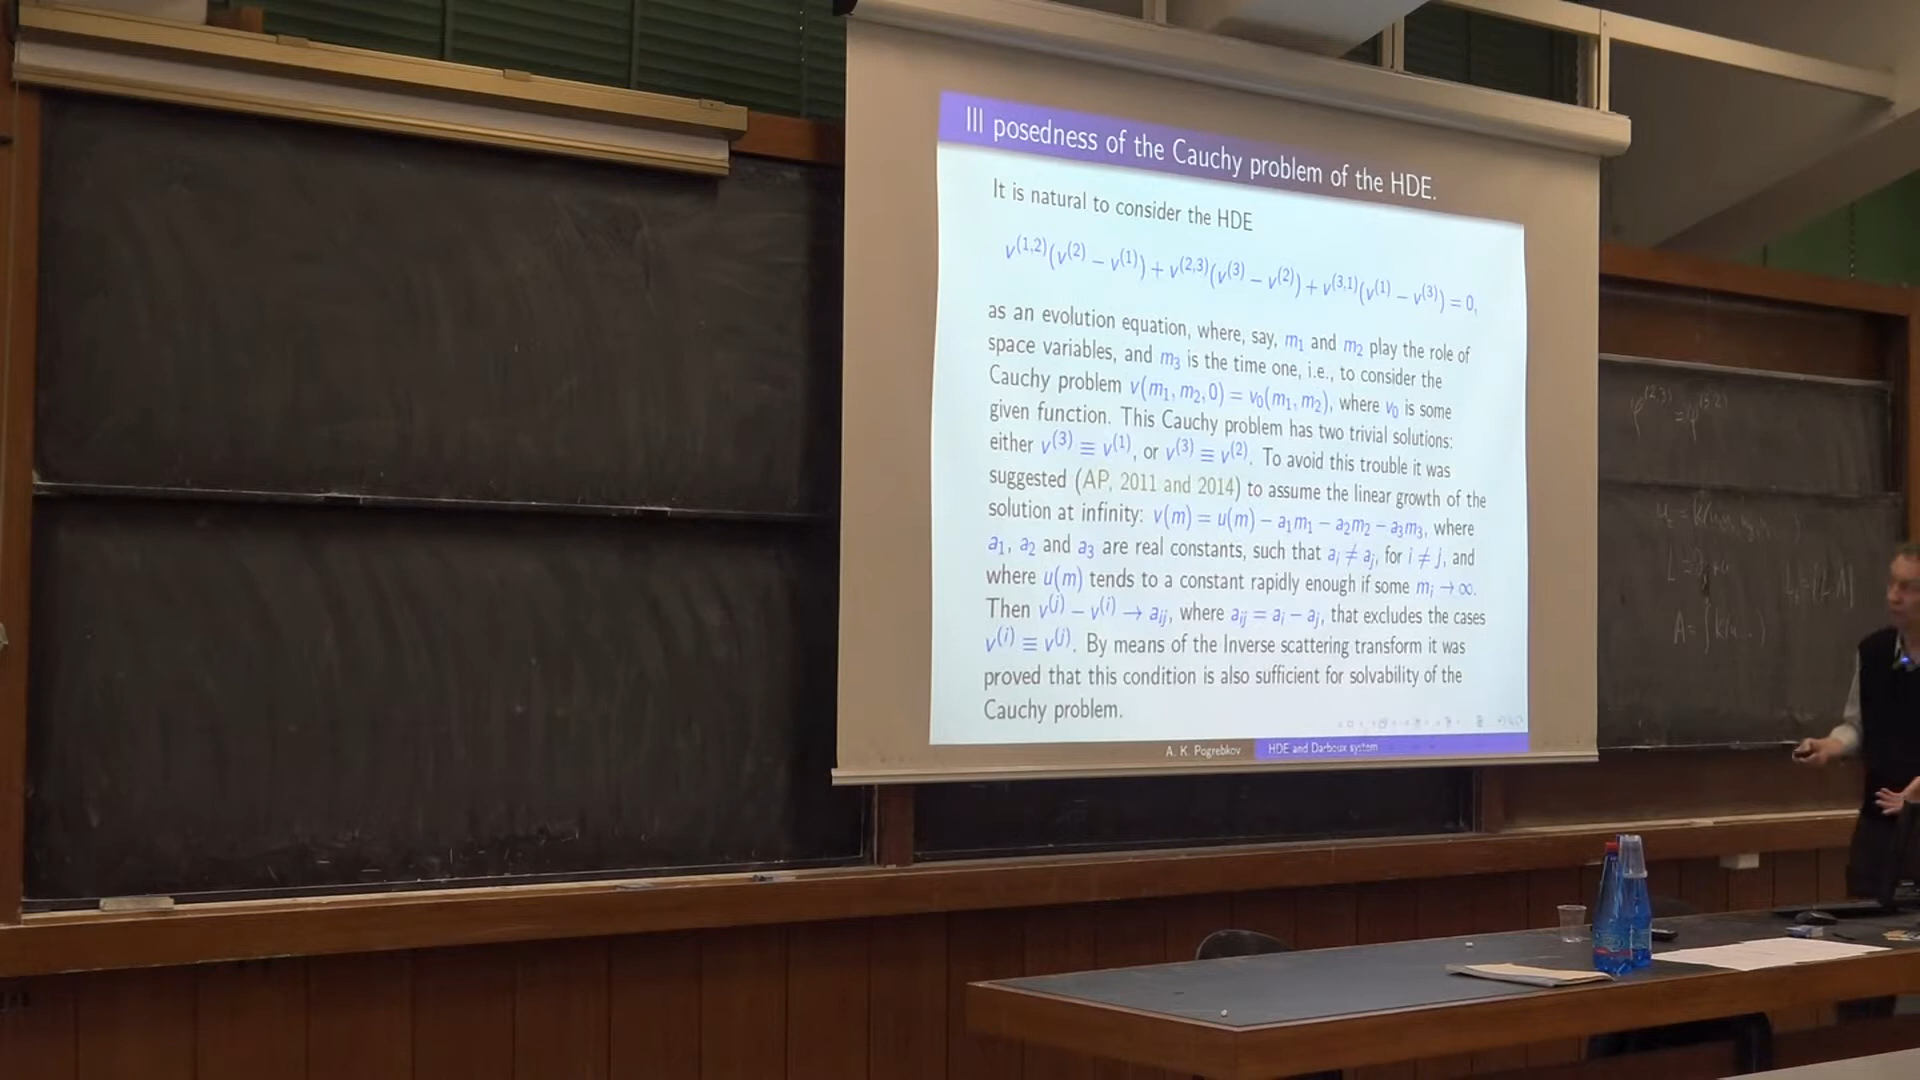 Ill posedness of the Cauchy problem of the HDE.
It is natural to consider the HDE
v^(1,2)(v^(2) − v^(1)) + v^(2,3)(v^(3) − v^(2)) + v^(3,1)(v^(1) − v^(3)) = 0,
as an evolution equation, where, say, m₁ and m₂ play the role of
space variables, and m₃ is the time one, i.e., to consider the
Cauchy problem v(m₁, m₂, 0) = v₀(m₁, m₂), where v₀ is some
given function. This Cauchy problem has two trivial solutions:
either v^(3) ≡ v^(1), or v^(3) ≡ v^(2). To avoid this trouble it was
suggested (AP, 2011 and 2014) to assume the linear growth of the
solution at infinity: v(m) = u(m) − a₁m₁ − a₂m₂ − a₃m₃, where
a₁, a₂ and a₃ are real constants, such that aᵢ ≠ aⱼ, for i ≠ j, and
where u(m) tends to a constant rapidly enough if some mᵢ → ∞.
Then v^(j) − v^(i) → aᵢⱼ, where aᵢⱼ = aᵢ − aⱼ, that excludes the cases
v^(i) ≡ v^(j). By means of the Inverse scattering transform it was
proved that this condition is also sufficient for solvability of the
Cauchy problem.
A. K. Pogrebkov HDE and Darboux system